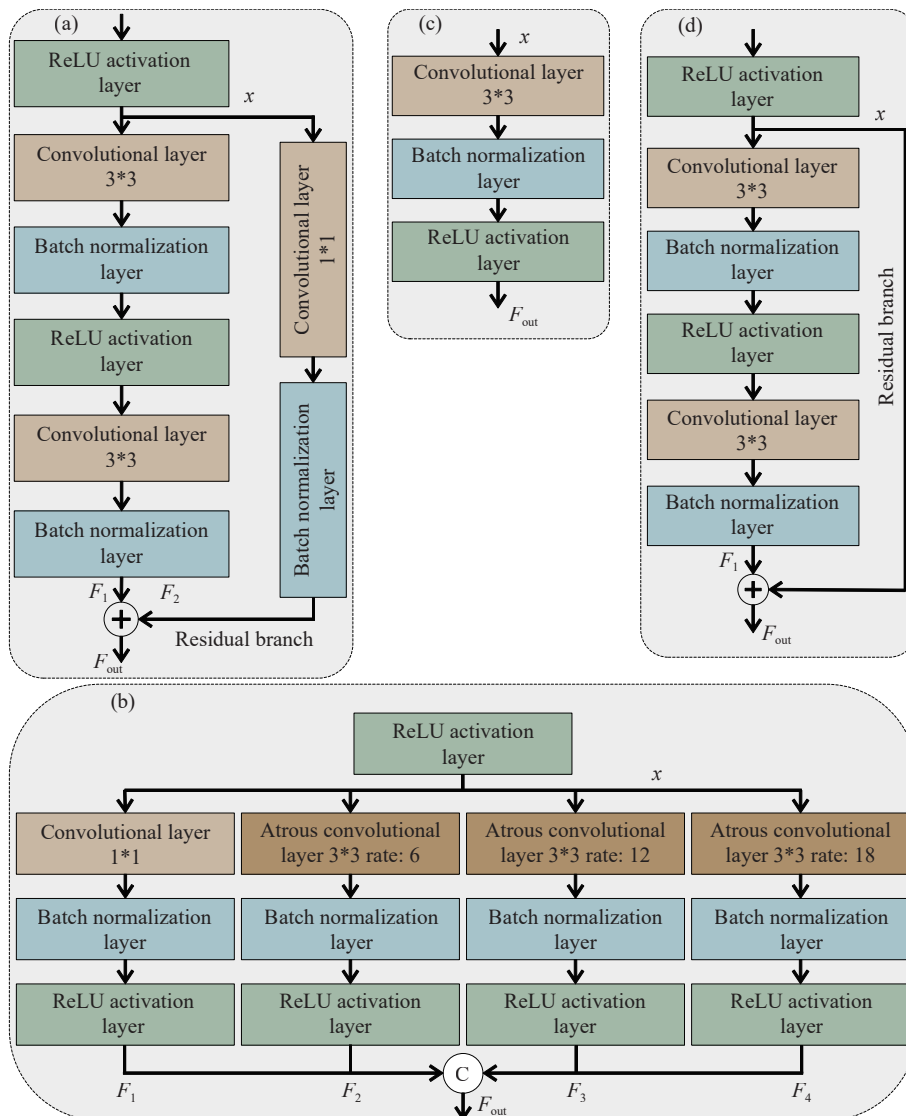 (a)
ReLU activation
layer
x
Convolutional layer
3*3
Batch normalization
layer
ReLU activation
layer
Convolutional layer
3*3
Batch normalization
layer
Convolutional layer
1*1
Batch normalization
layer
F1
F2
+
Residual branch
Fout
(c)
x
Convolutional layer
3*3
Batch normalization
layer
ReLU activation
layer
Fout
(d)
ReLU activation
layer
x
Convolutional layer
3*3
Batch normalization
layer
ReLU activation
layer
Convolutional layer
3*3
Batch normalization
layer
Residual branch
F1
+
Fout
(b)
ReLU activation
layer
x
Convolutional layer
1*1
Batch normalization
layer
ReLU activation
layer
F1
Atrous convolutional
layer 3*3 rate: 6
Batch normalization
layer
ReLU activation
layer
F2
Atrous convolutional
layer 3*3 rate: 12
Batch normalization
layer
ReLU activation
layer
F3
Atrous convolutional
layer 3*3 rate: 18
Batch normalization
layer
ReLU activation
layer
F4
C
Fout